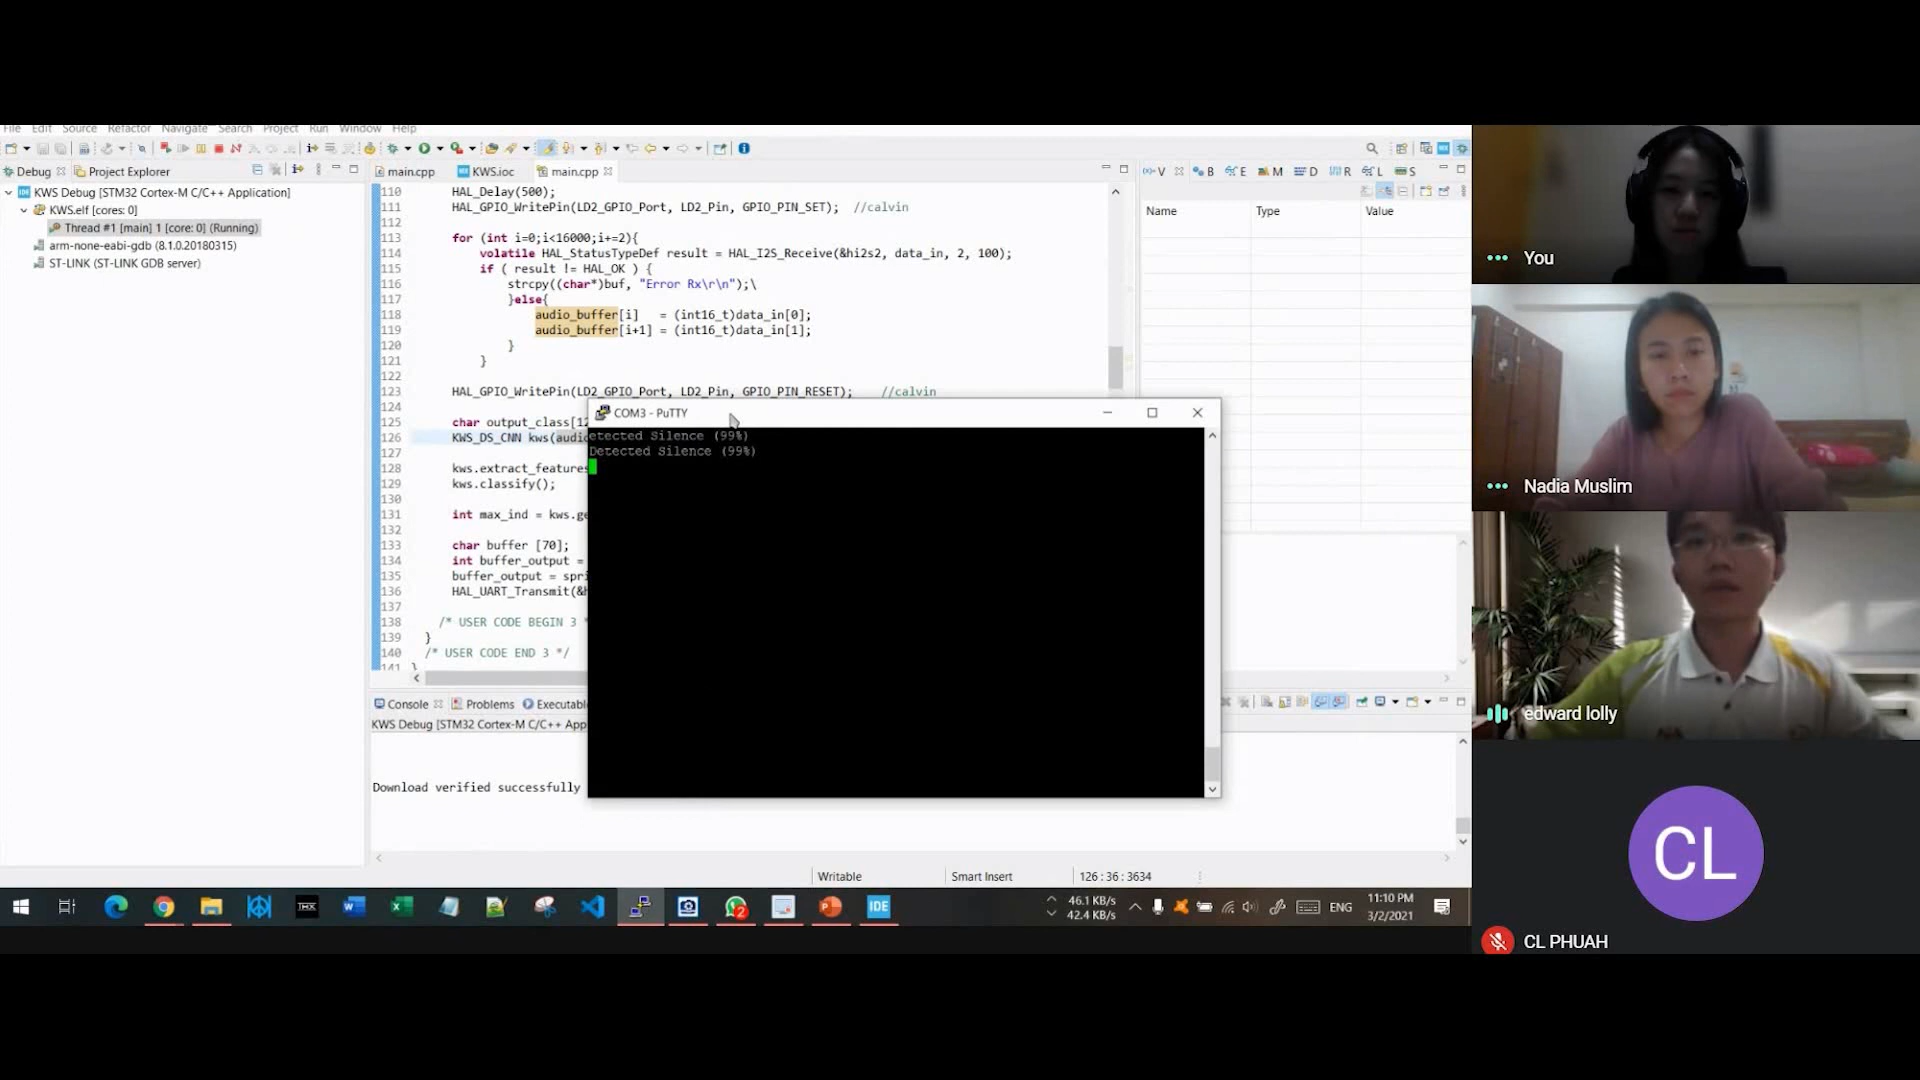 File Edit Source Refactor Navigate Search Project Run Window Help
Debug Project Explorer
KWS Debug [STM32 Cortex-M C/C++ Application]
KWS.elf [cores: 0]
Thread #1 [main] 1 [core: 0] (Running)
arm-none-eabi-gdb (8.1.0.20180315)
ST-LINK (ST-LINK GDB server)
main.cpp KWS.ioc main.cpp
110 HAL_Delay(500);
111 HAL_GPIO_WritePin(LD2_GPIO_Port, LD2_Pin, GPIO_PIN_SET); //calvin
112
113 for (int i=0;i<16000;i+=2){
114 volatile HAL_StatusTypeDef result = HAL_I2S_Receive(&hi2s2, data_in, 2, 100);
115 if ( result != HAL_OK ) {
116 strcpy((char*)buf, "Error Rx\r\n");\
117 }else{
118 audio_buffer[i] = (int16_t)data_in[0];
119 audio_buffer[i+1] = (int16_t)data_in[1];
120 }
121 }
122
123 HAL_GPIO_WritePin(LD2_GPIO_Port, LD2_Pin, GPIO_PIN_RESET); //calvin
124
125 char output_class[12
126 KWS_DS_CNN kws(audio
127
128 kws.extract_features
129 kws.classify();
130
131 int max_ind = kws.ge
132
133 char buffer [70];
134 int buffer_output =
135 buffer_output = spri
136 HAL_UART_Transmit(&h
137
138 /* USER CODE BEGIN 3 *
139 }
140 /* USER CODE END 3 */
141 }
COM3 - PuTTY
etected Silence (99%)
Detected Silence (99%)
V B E M D R L S
Name Type Value
Console Problems Executabl
KWS Debug [STM32 Cortex-M C/C++ App
Download verified successfully
Writable Smart Insert 126 : 36 : 3634
THX
IDE
2
46.1 KB/s
42.4 KB/s
ENG
11:10 PM
3/2/2021
You
Nadia Muslim
edward lolly
CL
CL PHUAH